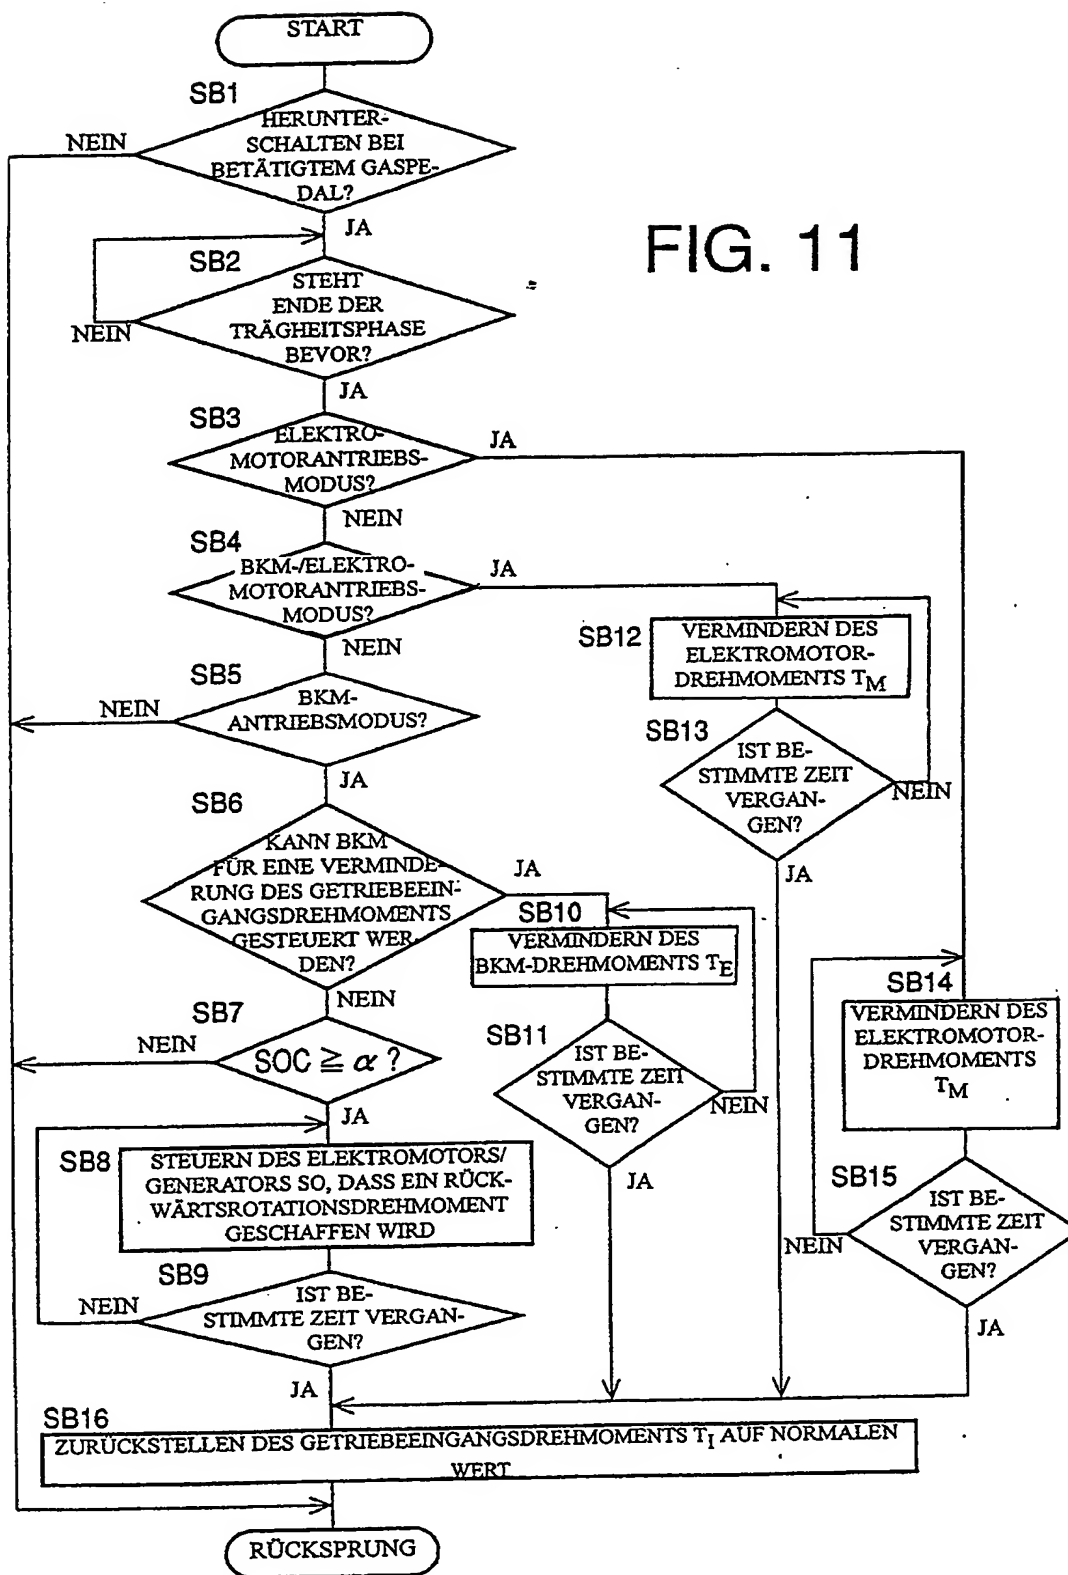 START
SB1
HERUNTER-
SCHALTEN BEI
BETÄTIGTEM GASPE-
DAL?
NEIN
JA
FIG. 11
SB2
STEHT
ENDE DER
TRÄGHEITSPHASE
BEVOR?
NEIN
JA
SB3
ELEKTRO-
MOTORANTRIEBS-
MODUS?
JA
NEIN
SB4
BKM-/ELEKTRO-
MOTORANTRIEBS-
MODUS?
JA
NEIN
SB12
VERMINDERN DES
ELEKTROMOTOR-
DREHMOMENTS TM
SB5
BKM-
ANTRIEBSMODUS?
NEIN
JA
SB13
IST BE-
STIMMTE ZEIT
VERGAN-
GEN?
NEIN
JA
SB6
KANN BKM
FÜR EINE VERMINDE-
RUNG DES GETRIEBEEIN-
GANGSDREHMOMENTS
GESTEUERT WER-
DEN?
JA
NEIN
SB10
VERMINDERN DES
BKM-DREHMOMENTS TE
SB14
VERMINDERN DES
ELEKTROMOTOR-
DREHMOMENTS
TM
SB7
SOC ≧ α ?
NEIN
JA
SB11
IST BE-
STIMMTE ZEIT
VERGAN-
GEN?
NEIN
JA
SB8
STEUERN DES ELEKTROMOTORS/
GENERATORS SO, DASS EIN RÜCK-
WÄRTSROTATIONSDREHMOMENT
GESCHAFFEN WIRD
SB15
IST BE-
STIMMTE ZEIT
VERGAN-
GEN?
NEIN
JA
SB9
IST BE-
STIMMTE ZEIT VERGAN-
GEN?
NEIN
JA
SB16
ZURÜCKSTELLEN DES GETRIEBEEINGANGSDREHMOMENTS TI AUF NORMALEN
WERT
RÜCKSPRUNG